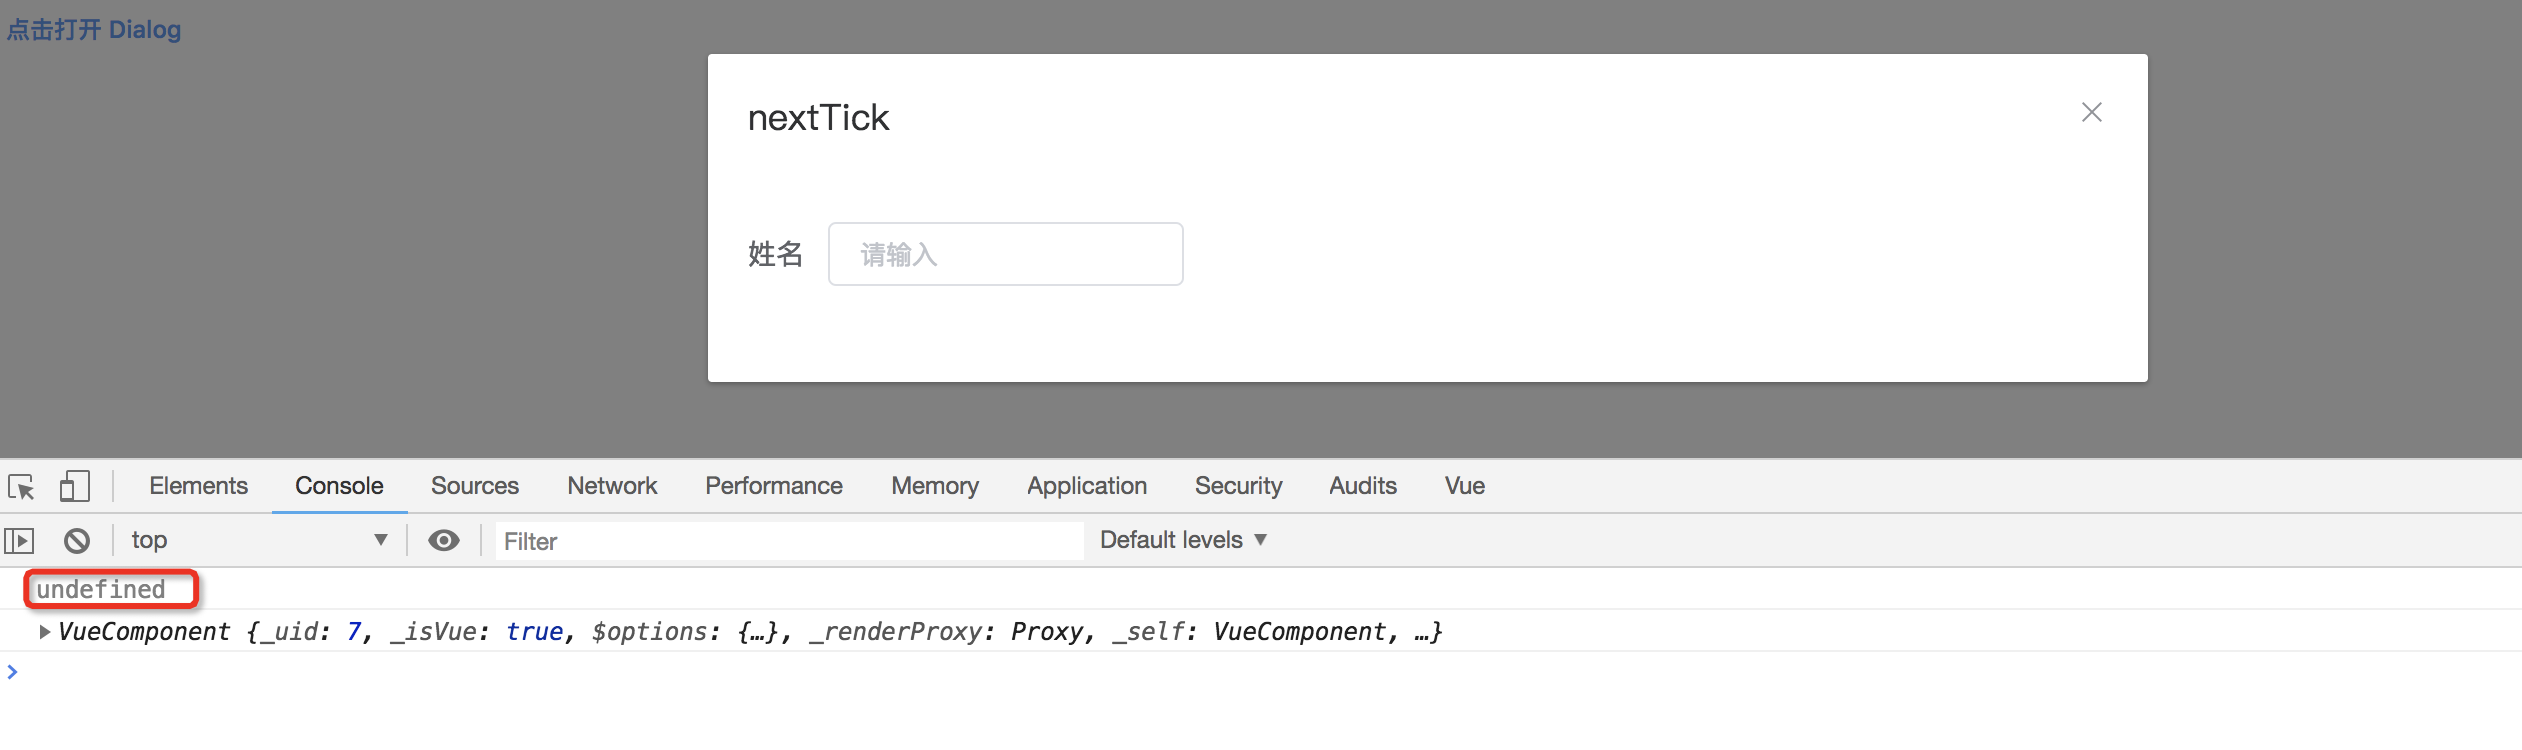 点击打开 Dialog
nextTick
姓名 请输入
Elements Console Sources Network Performance Memory Application Security Audits Vue
top Filter Default levels
undefined
VueComponent {_uid: 7, _isVue: true, $options: {…}, _renderProxy: Proxy, _self: VueComponent, …}